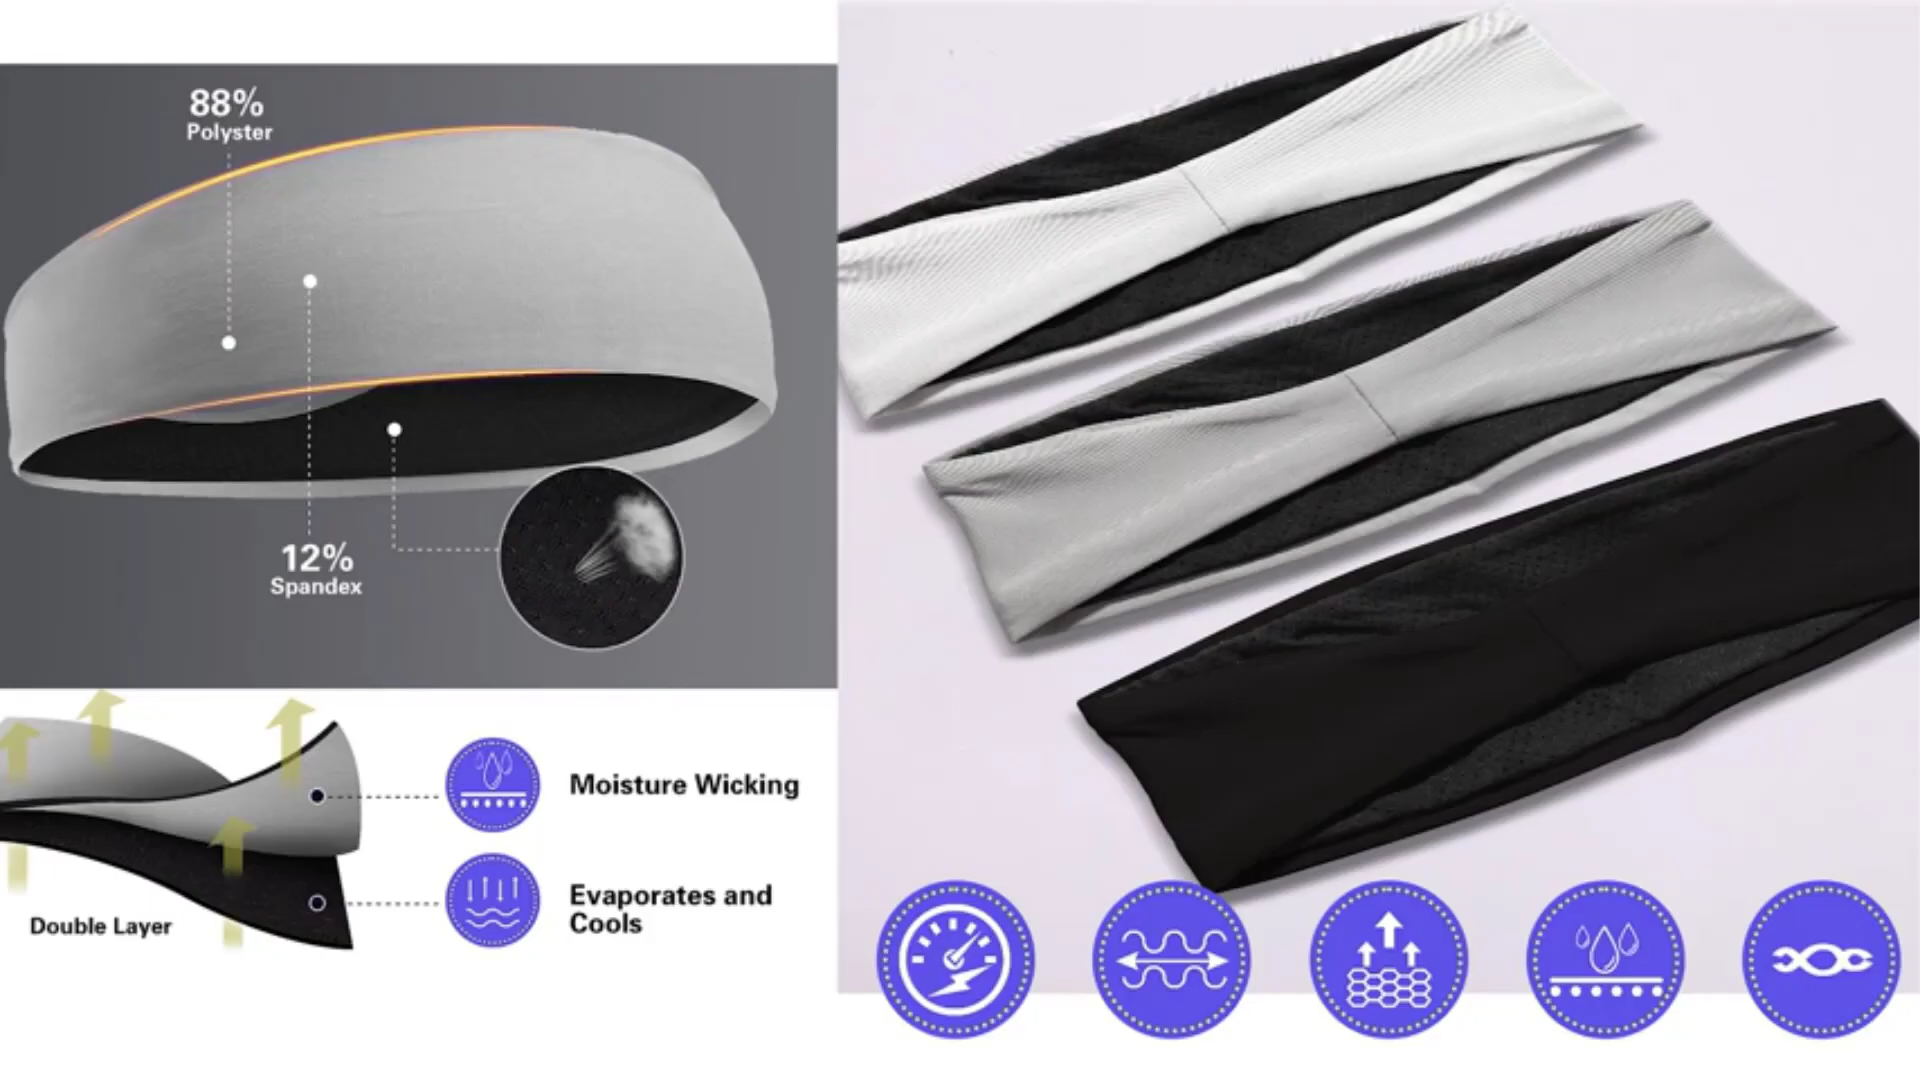 88%
Polyster
12%
Spandex
Moisture Wicking
Evaporates and
Cools
Double Layer